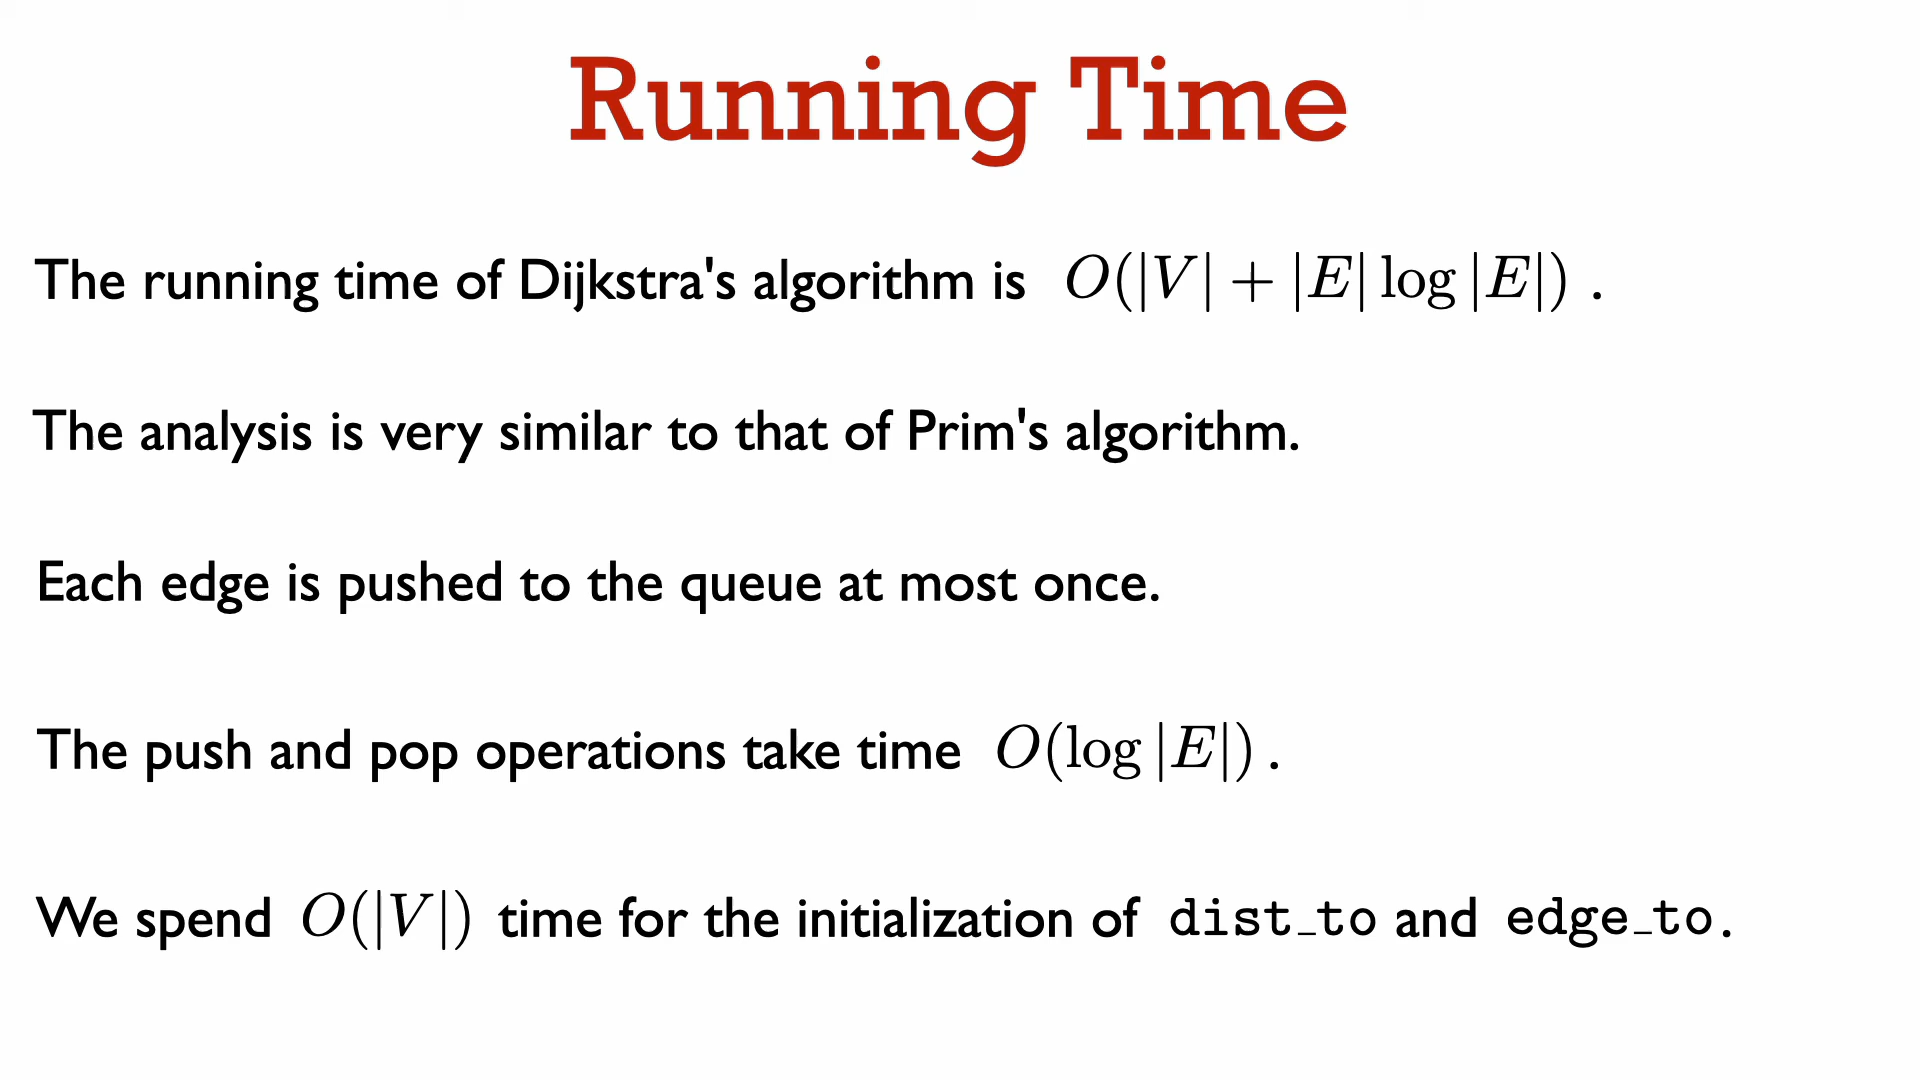 Running Time
The running time of Dijkstra's algorithm is O(|V| + |E| log |E|) .
The analysis is very similar to that of Prim's algorithm.
Each edge is pushed to the queue at most once.
The push and pop operations take time O(log |E|) .
We spend O(|V|) time for the initialization of dist_to and edge_to.